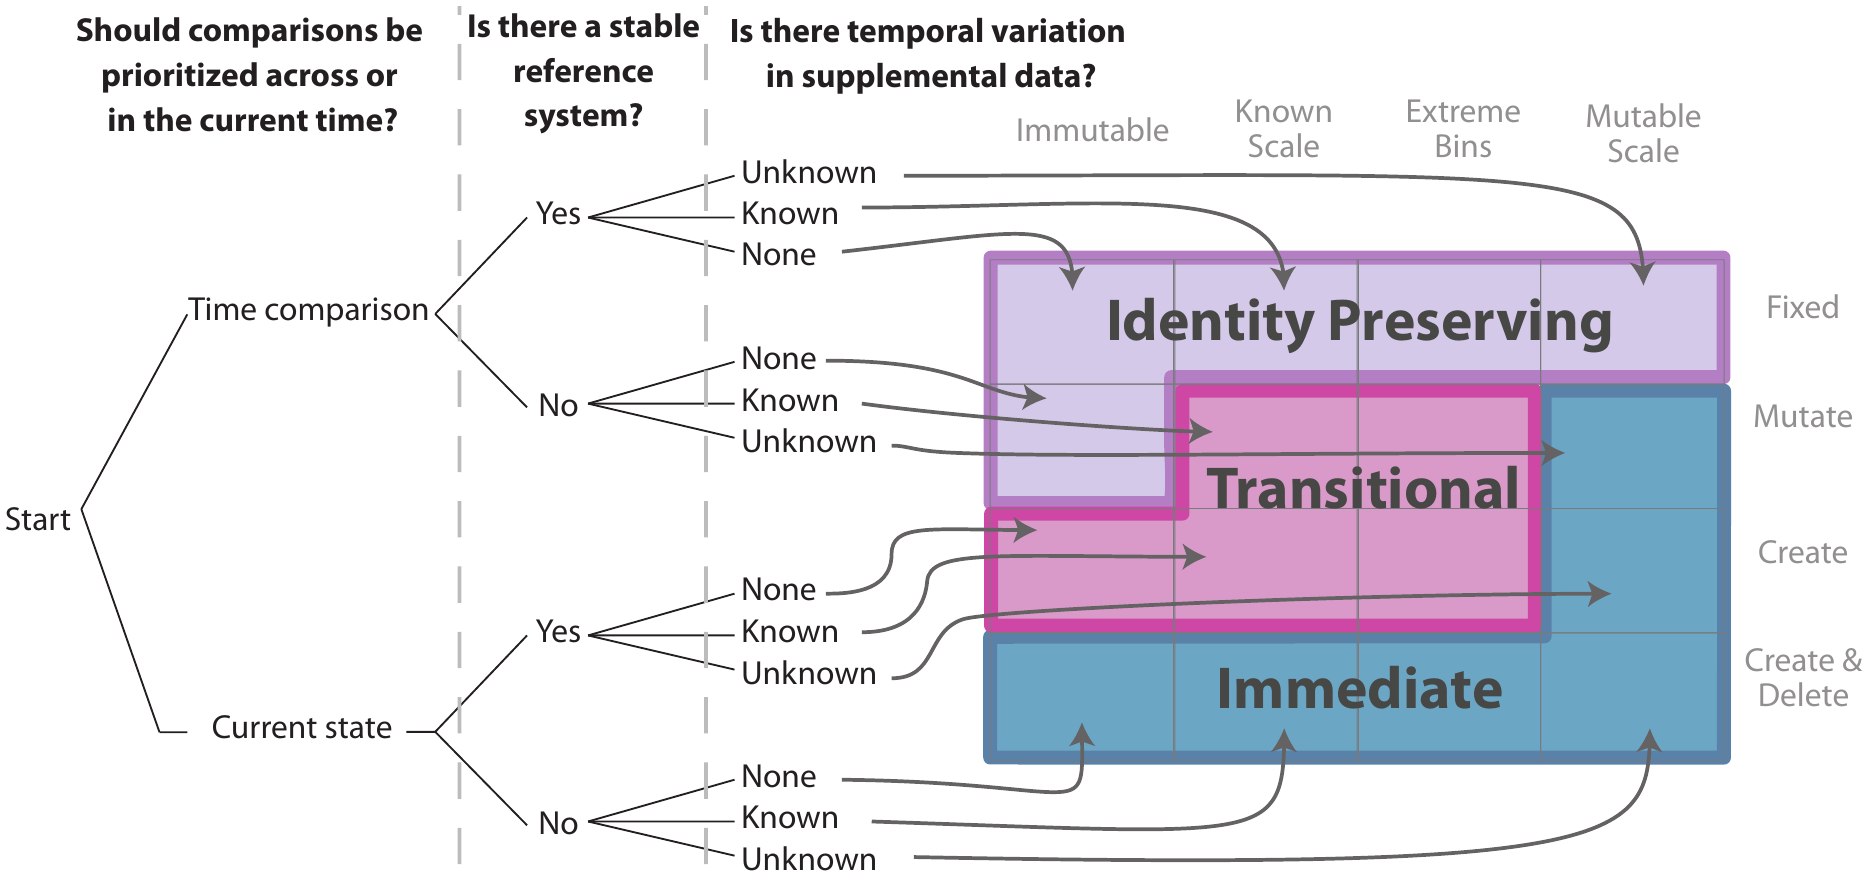 Should comparisons be
prioritized across or
in the current time?
Is there a stable
reference
system?
Is there temporal variation
in supplemental data?
Immutable
Known
Scale
Extreme
Bins
Mutable
Scale
Start
Time comparison
Yes
Unknown
Known
None
No
None
Known
Unknown
Current state
Yes
None
Known
Unknown
No
None
Known
Unknown
Identity Preserving
Transitional
Immediate
Fixed
Mutate
Create
Create &
Delete